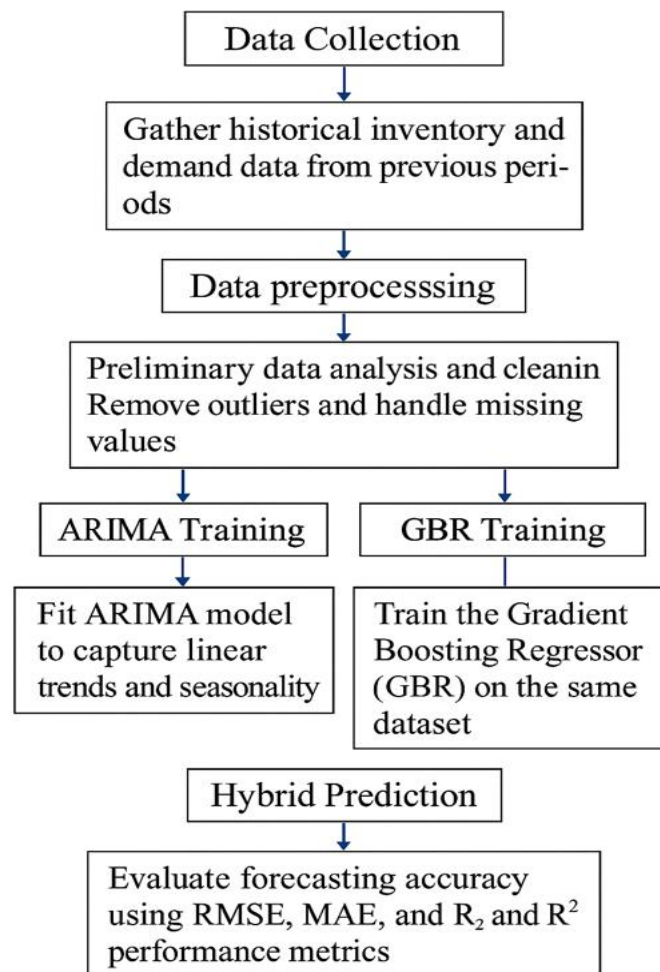 Data Collection
Gather historical inventory and
demand data from previous peri-
ods
Data preprocesssing
Preliminary data analysis and cleanin
Remove outliers and handle missing
values
ARIMA Training
Fit ARIMA model
to capture linear
trends and seasonality
GBR Training
Train the Gradient
Boosting Regressor
(GBR) on the same
dataset
Hybrid Prediction
Evaluate forecasting accuracy
using RMSE, MAE, and R₂ and R²
performance metrics